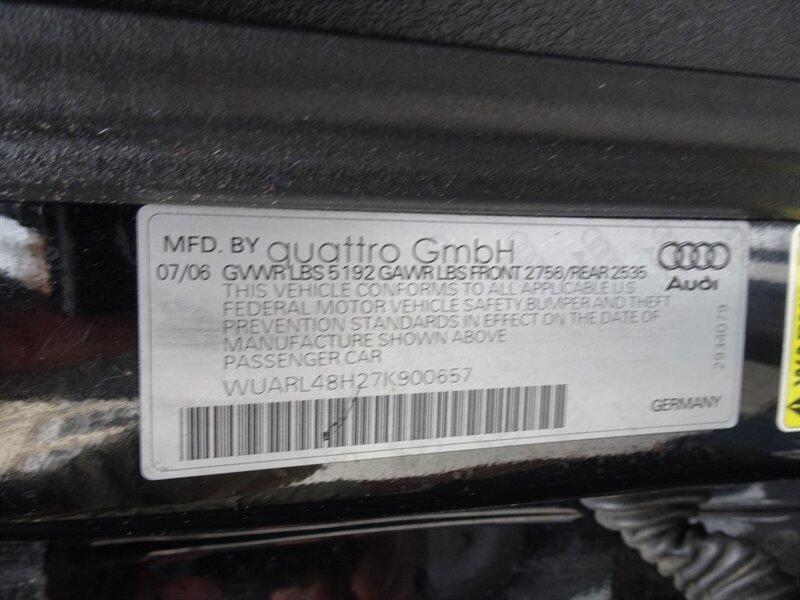 MFD. BY quattro GmbH
07/06 GVWR LBS 5192 GAWR LBS FRONT 2756/REAR 2535
Audi
THIS VEHICLE CONFORMS TO ALL APPLICABLE U.S
FEDERAL MOTOR VEHICLE SAFETY BUMPER AND THEFT
PREVENTION STANDARDS IN EFFECT ON THE DATE OF
MANUFACTURE SHOWN ABOVE
PASSENGER CAR
WUARL48H27K900657
GERMANY
2934079